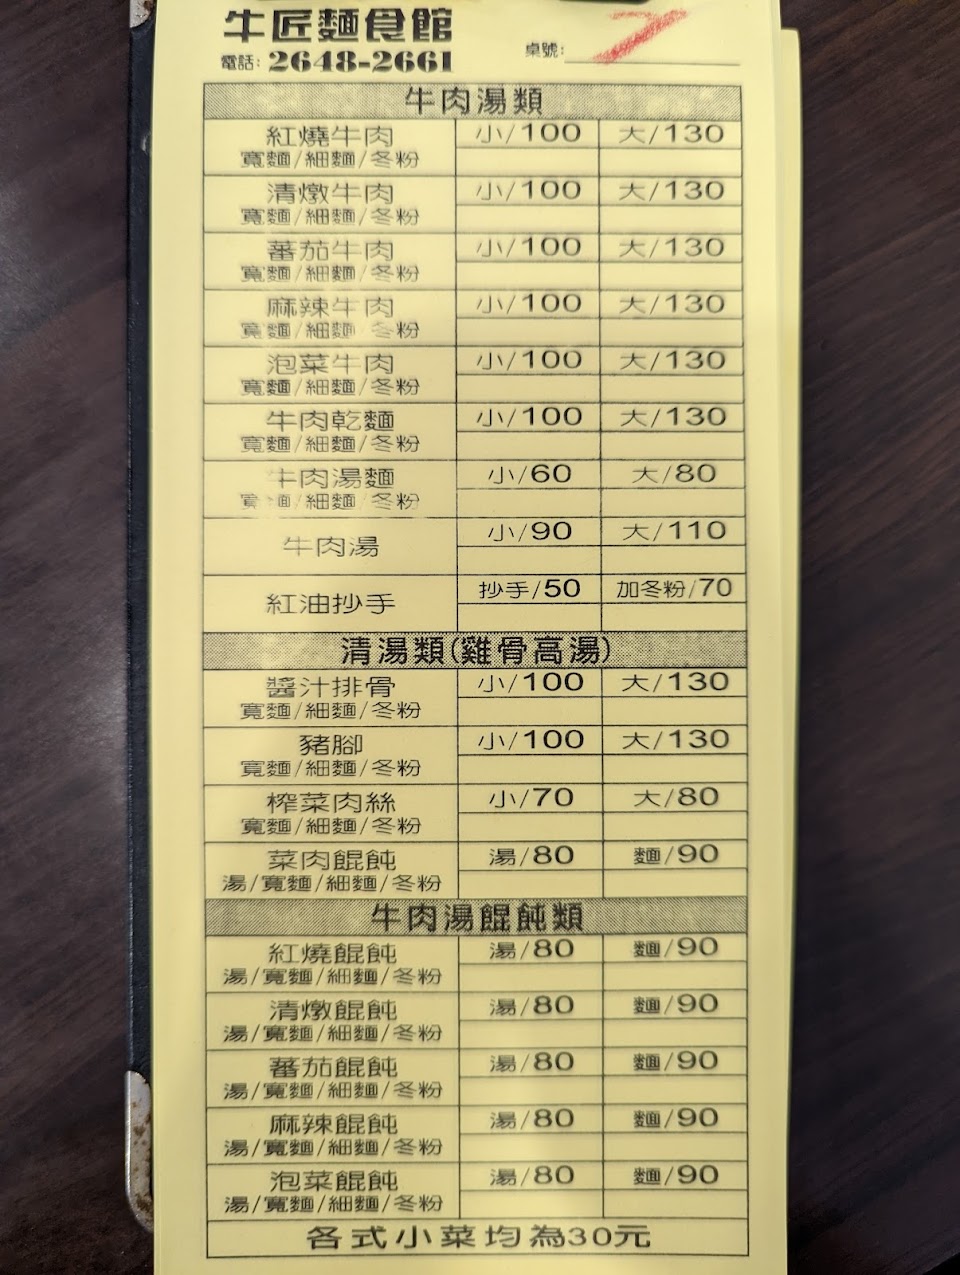 牛匠麵食館
電話: 2648-2661
桌號: 7
牛肉湯類
紅燒牛肉 小/100 大/130
寬麵/細麵/冬粉
清燉牛肉 小/100 大/130
寬麵/細麵/冬粉
蕃茄牛肉 小/100 大/130
寬麵/細麵/冬粉
麻辣牛肉 小/100 大/130
寬麵/細麵 冬粉
泡菜牛肉 小/100 大/130
寬麵/細麵/冬粉
牛肉乾麵 小/100 大/130
寬麵/細麵/冬粉
牛肉湯麵 小/60 大/80
寬麵/細麵/冬粉
牛肉湯 小/90 大/110
紅油抄手 抄手/50 加冬粉/70
清湯類(雞骨高湯)
醬汁排骨 小/100 大/130
寬麵/細麵/冬粉
豬腳 小/100 大/130
寬麵/細麵/冬粉
榨菜肉絲 小/70 大/80
寬麵/細麵/冬粉
菜肉餛飩 湯/80 麵/90
湯/寬麵/細麵/冬粉
牛肉湯餛飩類
紅燒餛飩 湯/80 麵/90
湯/寬麵/細麵/冬粉
清燉餛飩 湯/80 麵/90
湯/寬麵/細麵/冬粉
蕃茄餛飩 湯/80 麵/90
湯/寬麵/細麵/冬粉
麻辣餛飩 湯/80 麵/90
湯/寬麵/細麵/冬粉
泡菜餛飩 湯/80 麵/90
湯/寬麵/細麵/冬粉
各式小菜均為30元